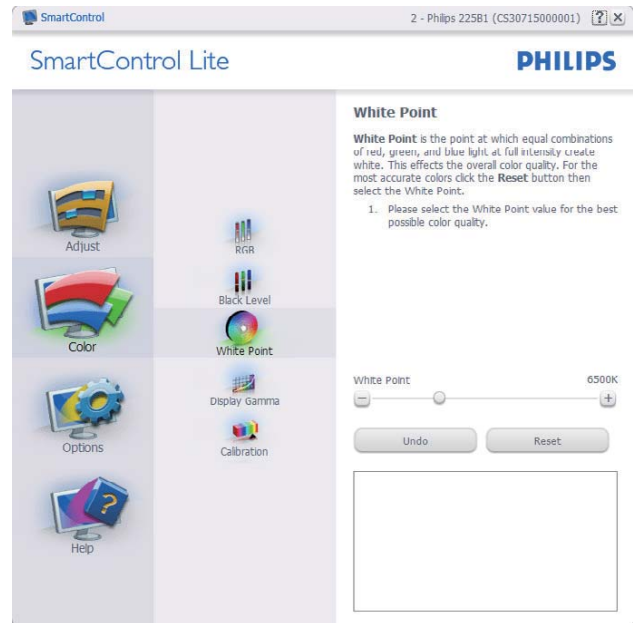 SmartControl
2 - Philips 225B1 (CS30715000001)
?
SmartControl Lite
PHILIPS
Adjust
Color
Options
?
Help
RGB
Black Level
White Point
Display Gamma
Calibration
White Point
White Point is the point at which equal combinations
of red, green, and blue light at full intensity create
white. This effects the overall color quality. For the
most accurate colors click the Reset button then
select the White Point.
1. Please select the White Point value for the best
possible color quality.
White Point 6500K
Undo Reset